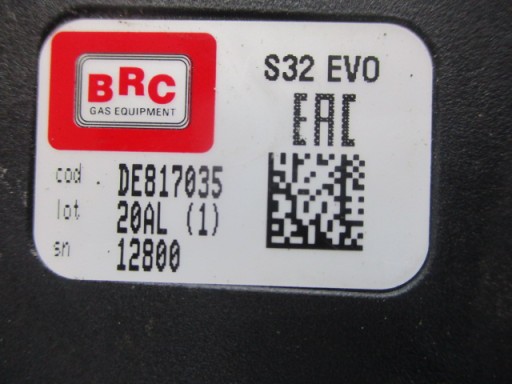 BRC
GAS EQUIPMENT
S32 EVO
EAC
cod DE817035
lot 20AL (1)
sn 12800